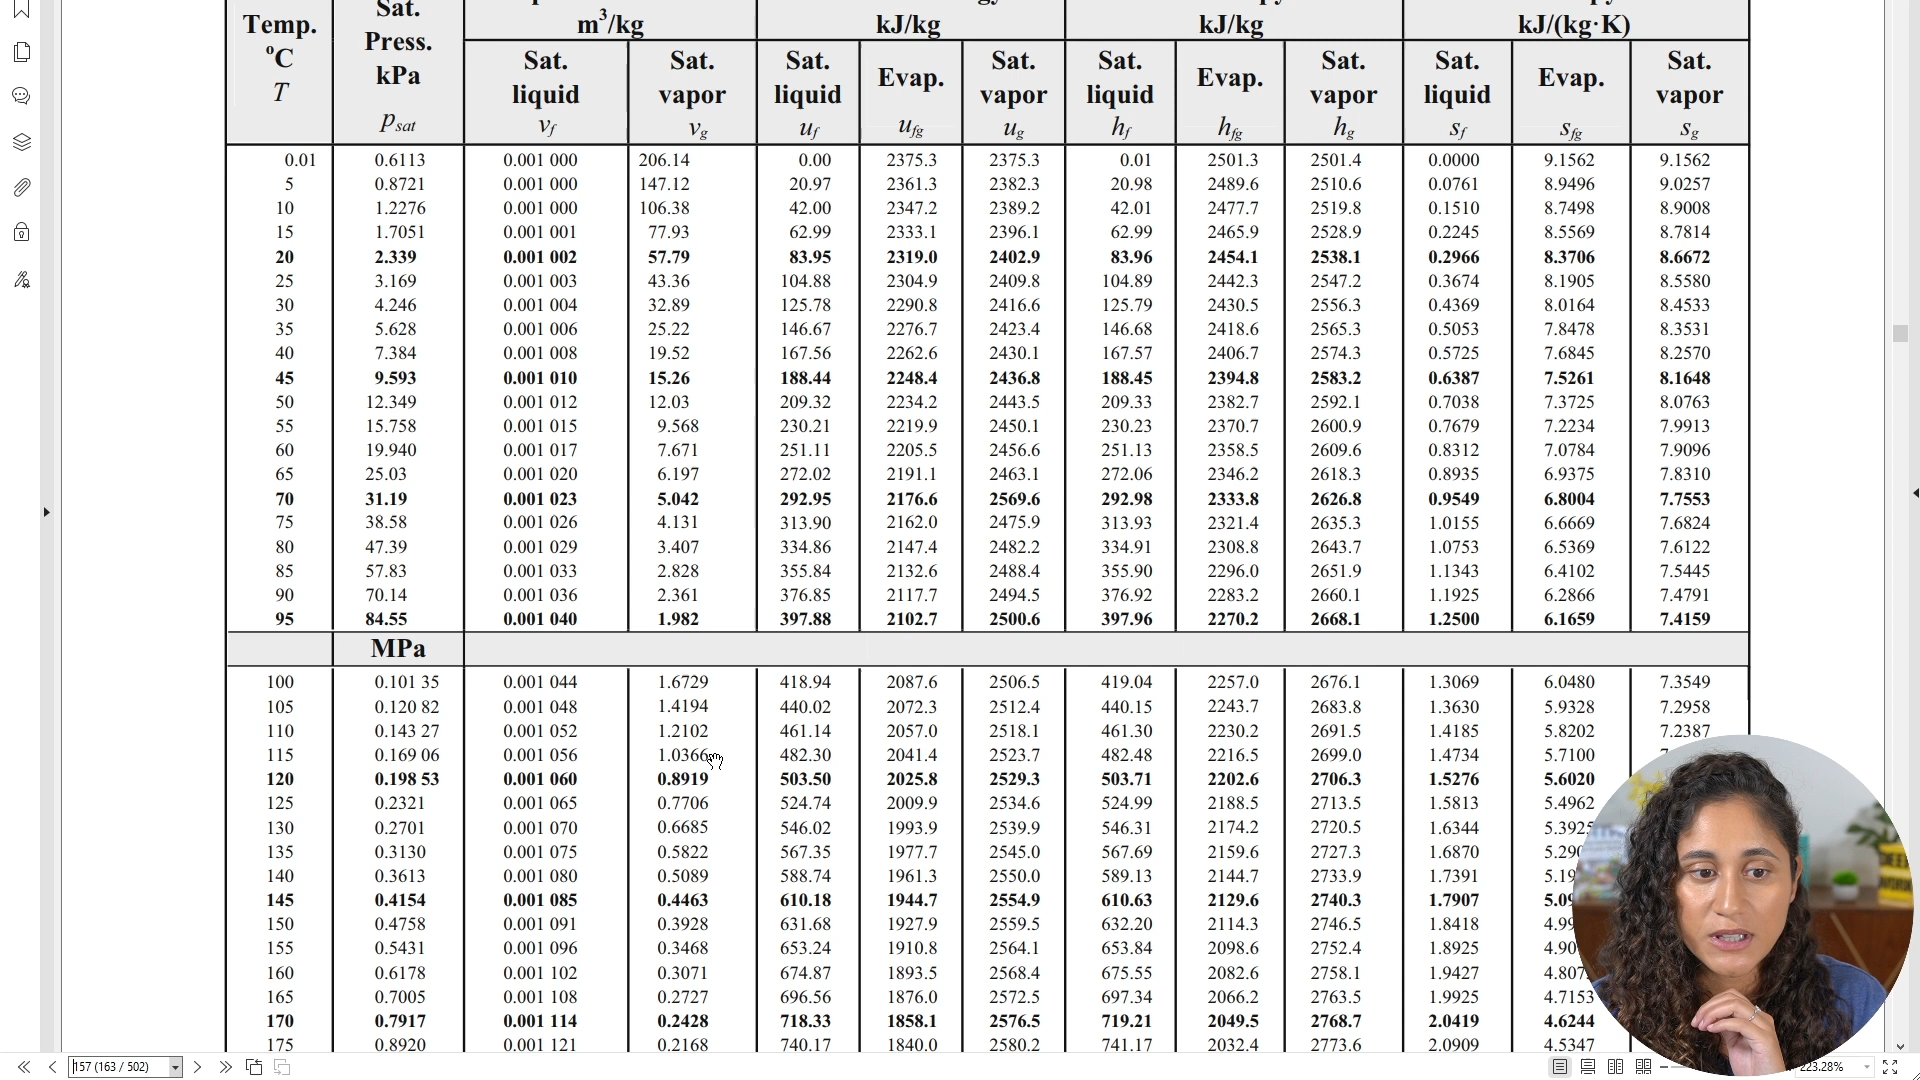 m³/kg kJ/kg kJ/kg kJ/(kg·K)
Temp. °C T Sat. Press. kPa psat Sat. liquid vf Sat. vapor vg Sat. liquid uf Evap. ufg Sat. vapor ug Sat. liquid hf Evap. hfg Sat. vapor hg Sat. liquid sf Evap. sfg Sat. vapor sg
0.01 0.6113 0.001 000 206.14 0.00 2375.3 2375.3 0.01 2501.3 2501.4 0.0000 9.1562 9.1562
5 0.8721 0.001 000 147.12 20.97 2361.3 2382.3 20.98 2489.6 2510.6 0.0761 8.9496 9.0257
10 1.2276 0.001 000 106.38 42.00 2347.2 2389.2 42.01 2477.7 2519.8 0.1510 8.7498 8.9008
15 1.7051 0.001 001 77.93 62.99 2333.1 2396.1 62.99 2465.9 2528.9 0.2245 8.5569 8.7814
20 2.339 0.001 002 57.79 83.95 2319.0 2402.9 83.96 2454.1 2538.1 0.2966 8.3706 8.6672
25 3.169 0.001 003 43.36 104.88 2304.9 2409.8 104.89 2442.3 2547.2 0.3674 8.1905 8.5580
30 4.246 0.001 004 32.89 125.78 2290.8 2416.6 125.79 2430.5 2556.3 0.4369 8.0164 8.4533
35 5.628 0.001 006 25.22 146.67 2276.7 2423.4 146.68 2418.6 2565.3 0.5053 7.8478 8.3531
40 7.384 0.001 008 19.52 167.56 2262.6 2430.1 167.57 2406.7 2574.3 0.5725 7.6845 8.2570
45 9.593 0.001 010 15.26 188.44 2248.4 2436.8 188.45 2394.8 2583.2 0.6387 7.5261 8.1648
50 12.349 0.001 012 12.03 209.32 2234.2 2443.5 209.33 2382.7 2592.1 0.7038 7.3725 8.0763
55 15.758 0.001 015 9.568 230.21 2219.9 2450.1 230.23 2370.7 2600.9 0.7679 7.2234 7.9913
60 19.940 0.001 017 7.671 251.11 2205.5 2456.6 251.13 2358.5 2609.6 0.8312 7.0784 7.9096
65 25.03 0.001 020 6.197 272.02 2191.1 2463.1 272.06 2346.2 2618.3 0.8935 6.9375 7.8310
70 31.19 0.001 023 5.042 292.95 2176.6 2569.6 292.98 2333.8 2626.8 0.9549 6.8004 7.7553
75 38.58 0.001 026 4.131 313.90 2162.0 2475.9 313.93 2321.4 2635.3 1.0155 6.6669 7.6824
80 47.39 0.001 029 3.407 334.86 2147.4 2482.2 334.91 2308.8 2643.7 1.0753 6.5369 7.6122
85 57.83 0.001 033 2.828 355.84 2132.6 2488.4 355.90 2296.0 2651.9 1.1343 6.4102 7.5445
90 70.14 0.001 036 2.361 376.85 2117.7 2494.5 376.92 2283.2 2660.1 1.1925 6.2866 7.4791
95 84.55 0.001 040 1.982 397.88 2102.7 2500.6 397.96 2270.2 2668.1 1.2500 6.1659 7.4159
MPa
100 0.101 35 0.001 044 1.6729 418.94 2087.6 2506.5 419.04 2257.0 2676.1 1.3069 6.0480 7.3549
105 0.120 82 0.001 048 1.4194 440.02 2072.3 2512.4 440.15 2243.7 2683.8 1.3630 5.9328 7.2958
110 0.143 27 0.001 052 1.2102 461.14 2057.0 2518.1 461.30 2230.2 2691.5 1.4185 5.8202 7.2387
115 0.169 06 0.001 056 1.0366 482.30 2041.4 2523.7 482.48 2216.5 2699.0 1.4734 5.7100
120 0.198 53 0.001 060 0.8919 503.50 2025.8 2529.3 503.71 2202.6 2706.3 1.5276 5.6020
125 0.2321 0.001 065 0.7706 524.74 2009.9 2534.6 524.99 2188.5 2713.5 1.5813 5.4962
130 0.2701 0.001 070 0.6685 546.02 1993.9 2539.9 546.31 2174.2 2720.5 1.6344 5.3925
135 0.3130 0.001 075 0.5822 567.35 1977.7 2545.0 567.69 2159.6 2727.3 1.6870
140 0.3613 0.001 080 0.5089 588.74 1961.3 2550.0 589.13 2144.7 2733.9 1.7391
145 0.4154 0.001 085 0.4463 610.18 1944.7 2554.9 610.63 2129.6 2740.3 1.7907
150 0.4758 0.001 091 0.3928 631.68 1927.9 2559.5 632.20 2114.3 2746.5 1.8418
155 0.5431 0.001 096 0.3468 653.24 1910.8 2564.1 653.84 2098.6 2752.4 1.8925
160 0.6178 0.001 102 0.3071 674.87 1893.5 2568.4 675.55 2082.6 2758.1 1.9427
165 0.7005 0.001 108 0.2727 696.56 1876.0 2572.5 697.34 2066.2 2763.5 1.9925 4.7153
170 0.7917 0.001 114 0.2428 718.33 1858.1 2576.5 719.21 2049.5 2768.7 2.0419 4.6244
175 0.8920 0.001 121 0.2168 740.17 1840.0 2580.2 741.17 2032.4 2773.6 2.0909 4.5347
157 (163 / 502) 223.28%